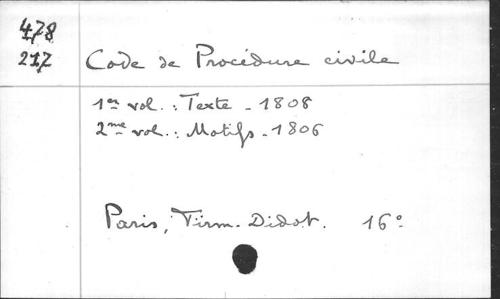 478
217
Code de Procédure civile
1er vol. : Texte - 1808
2me vol. : Motifs - 1806
Paris, Firm. Didot. 16°